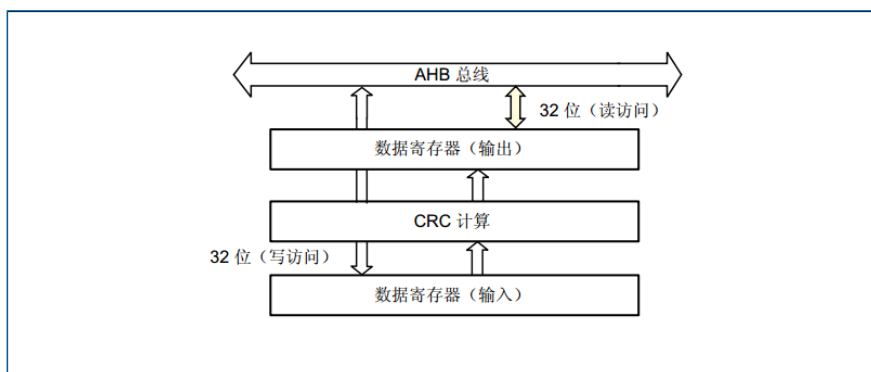 AHB 总线
32 位（读访问）
数据寄存器（输出）
CRC 计算
32 位（写访问）
数据寄存器（输入）